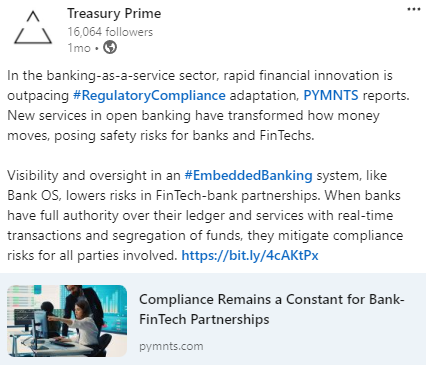 Treasury Prime
16,064 followers
1mo •
In the banking-as-a-service sector, rapid financial innovation is
outpacing #RegulatoryCompliance adaptation, PYMNTS reports.
New services in open banking have transformed how money
moves, posing safety risks for banks and FinTechs.
Visibility and oversight in an #EmbeddedBanking system, like
Bank OS, lowers risks in FinTech-bank partnerships. When banks
have full authority over their ledger and services with real-time
transactions and segregation of funds, they mitigate compliance
risks for all parties involved. https://bit.ly/4cAKtPx
Compliance Remains a Constant for Bank-
FinTech Partnerships
pymnts.com